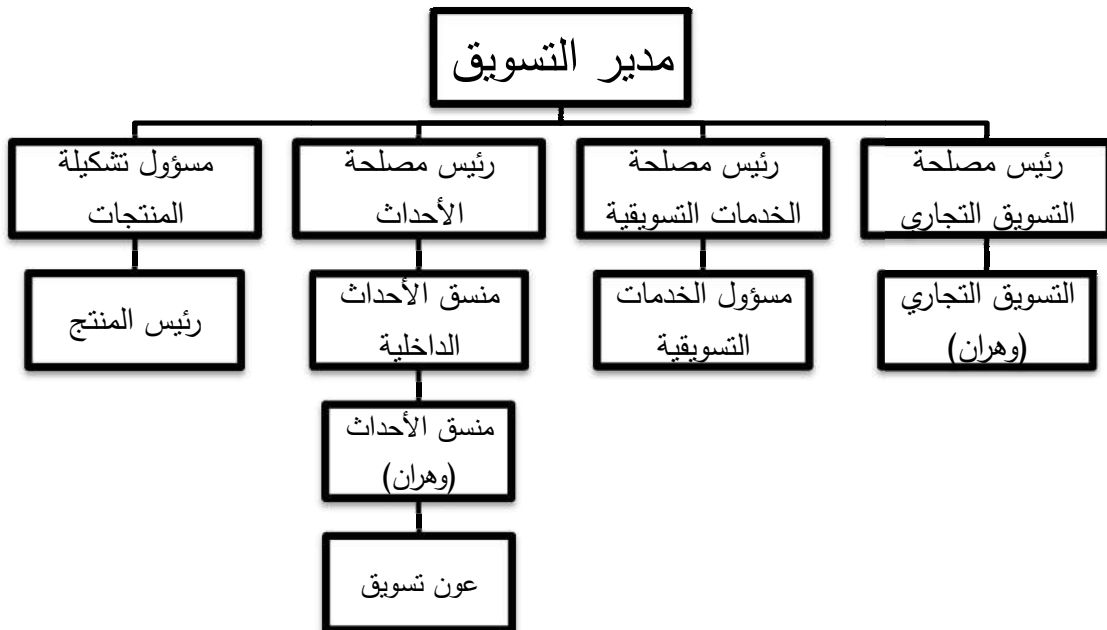 مدير التسويق
رئيس مصلحة
التسويق التجاري
رئيس مصلحة
الخدمات التسويقية
رئيس مصلحة
الأحداث
مسؤول تشكيلة
المنتجات
التسويق التجاري
(وهران)
مسؤول الخدمات
التسويقية
منسق الأحداث
الداخلية
رئيس المنتج
منسق الأحداث
(وهران)
عون تسويق